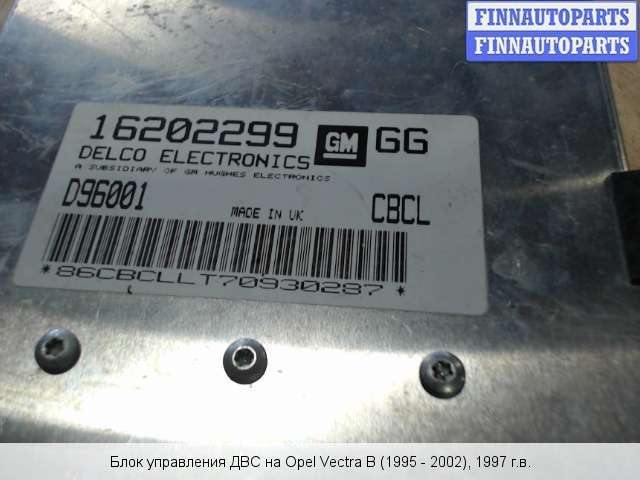 FINNAUTOPARTS
FINNAUTOPARTS
16202299 GM GG
DELCO ELECTRONICS
A SUBSIDIARY OF GM HUGHES ELECTRONICS
D96001 MADE IN UK CBCL
*86CBCLLT70930287*
Блок управления ДВС на Opel Vectra B (1995 - 2002), 1997 г.в.